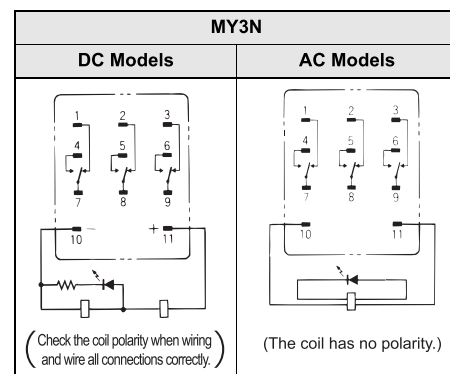 MY3N
DC Models
AC Models
1 2 3
4 5 6
7 8 9
10 − + 11
(Check the coil polarity when wiring
and wire all connections correctly.)
1 2 3
4 5 6
7 8 9
10 11
(The coil has no polarity.)